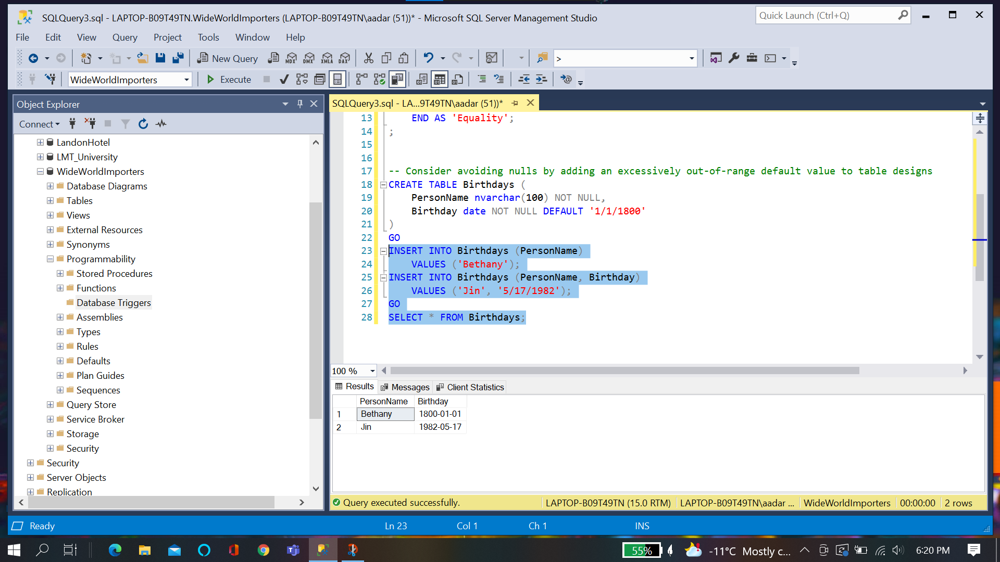 SQLQuery3.sql - LAPTOP-B09T49TN.WideWorldImporters (LAPTOP-B09T49TN\aadar (51))* - Microsoft SQL Server Management Studio
Quick Launch (Ctrl+Q)
File Edit View Query Project Tools Window Help
New Query MDX DMX XMLA DAX >
WideWorldImporters Execute
Object Explorer
Connect
LandonHotel
LMT_University
WideWorldImporters
Database Diagrams
Tables
Views
External Resources
Synonyms
Programmability
Stored Procedures
Functions
Database Triggers
Assemblies
Types
Rules
Defaults
Plan Guides
Sequences
Query Store
Service Broker
Storage
Security
Security
Server Objects
Replication
SQLQuery3.sql - LA...9T49TN\aadar (51))*
13 END AS 'Equality';
14 ;
15
16
17 -- Consider avoiding nulls by adding an excessively out-of-range default value to table designs
18 CREATE TABLE Birthdays (
19 PersonName nvarchar(100) NOT NULL,
20 Birthday date NOT NULL DEFAULT '1/1/1800'
21 )
22 GO
23 INSERT INTO Birthdays (PersonName)
24 VALUES ('Bethany');
25 INSERT INTO Birthdays (PersonName, Birthday)
26 VALUES ('Jin', '5/17/1982');
27 GO
28 SELECT * FROM Birthdays;
100 %
Results Messages Client Statistics
PersonName Birthday
1 Bethany 1800-01-01
2 Jin 1982-05-17
Query executed successfully. LAPTOP-B09T49TN (15.0 RTM) LAPTOP-B09T49TN\aadar ... WideWorldImporters 00:00:00 2 rows
Ready Ln 23 Col 1 Ch 1 INS
55% -11°C Mostly c... 6:20 PM